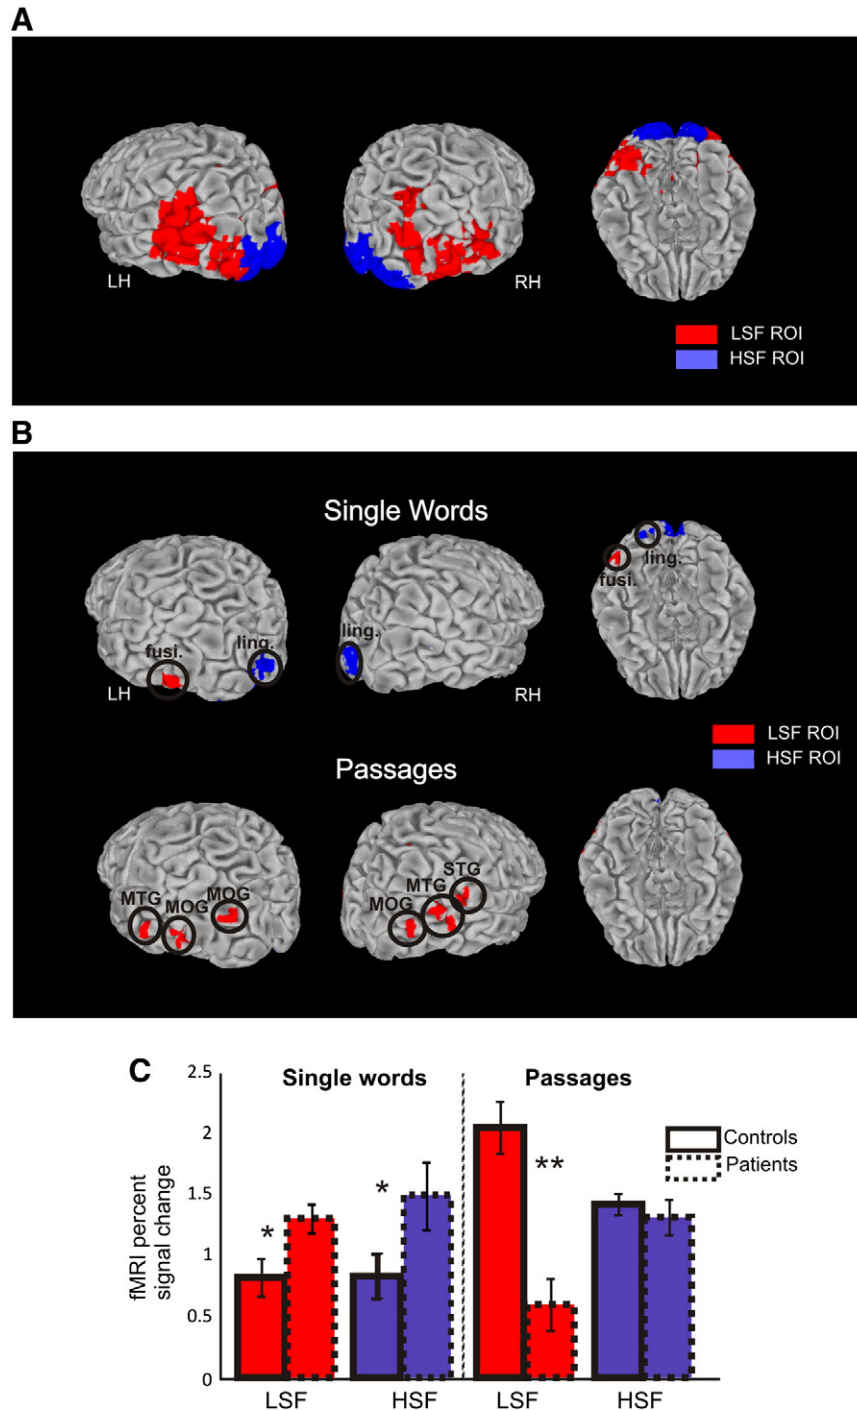 A
LH
RH
LSF ROI
HSF ROI
B
Single Words
fusi.
ling.
ling.
fusi.
ling.
LH
RH
LSF ROI
HSF ROI
Passages
MTG
MOG
MOG
MOG
MTG
STG
C
Single words
Passages
Controls
Patients
fMRI percent
signal change
2.5
2
1.5
1
0.5
0
*
*
**
LSF
HSF
LSF
HSF